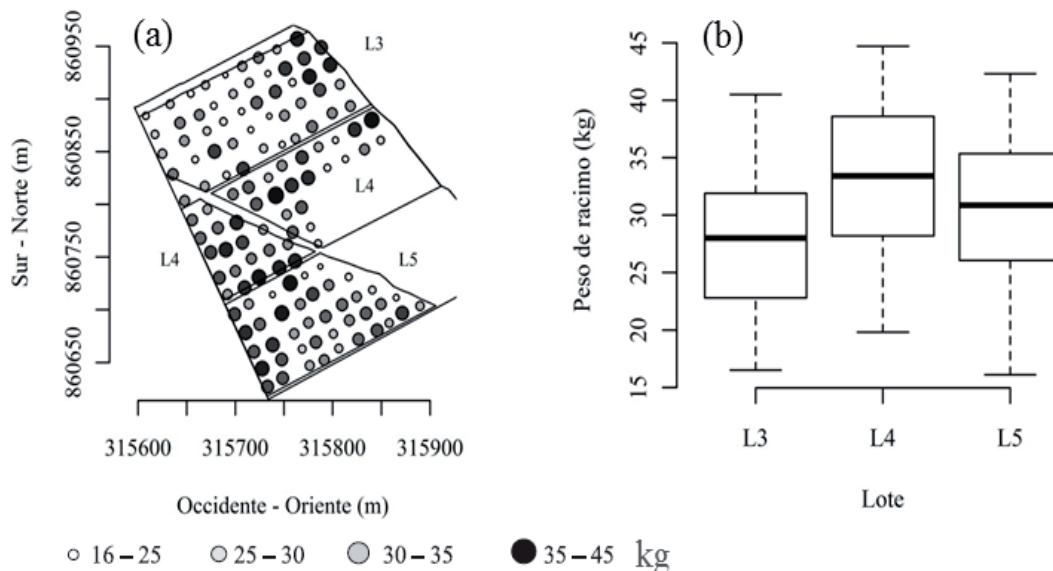 (a)
L3
L4
L4
L5
Sur - Norte (m)
860950
860850
860750
860650
315600 315700 315800 315900
Occidente - Oriente (m)
16 – 25 25 – 30 30 – 35 35 – 45 kg
(b)
Peso de racimo (kg)
45
40
35
30
25
20
15
L3 L4 L5
Lote